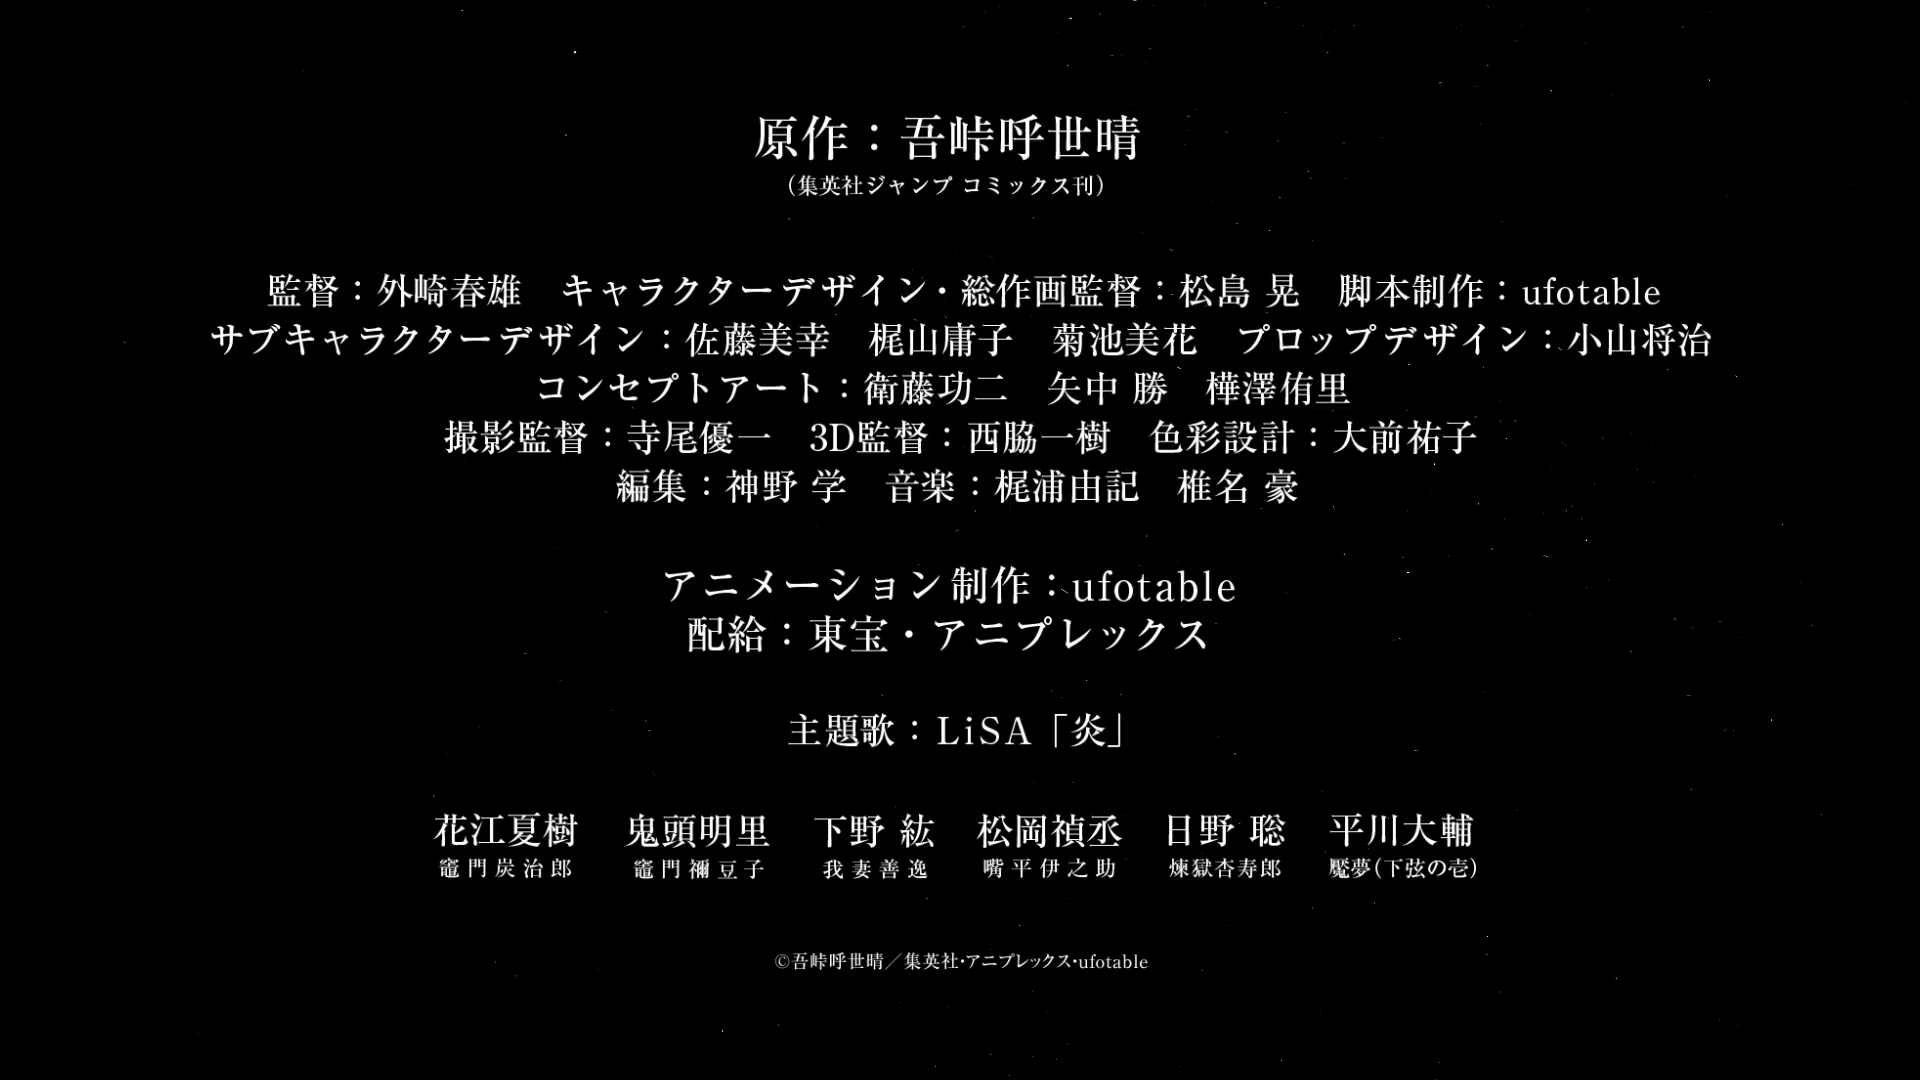 原作：吾峠呼世晴
（集英社ジャンプ コミックス刊）
監督：外崎春雄　キャラクターデザイン・総作画監督：松島 晃　脚本制作：ufotable
サブキャラクターデザイン：佐藤美幸　梶山庸子　菊池美花　プロップデザイン：小山将治
コンセプトアート：衛藤功二　矢中 勝　樺澤侑里
撮影監督：寺尾優一　3D監督：西脇一樹　色彩設計：大前祐子
編集：神野 学　音楽：梶浦由記　椎名 豪
アニメーション制作：ufotable
配給：東宝・アニプレックス
主題歌：LiSA「炎」
花江夏樹　鬼頭明里　下野 紘　松岡禎丞　日野 聡　平川大輔
竈門炭治郎　竈門禰豆子　我妻善逸　嘴平伊之助　煉獄杏寿郎　魘夢（下弦の壱）
©吾峠呼世晴／集英社・アニプレックス・ufotable